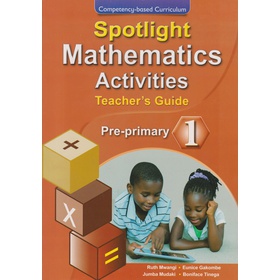 Competency-based Curriculum
Spotlight
Mathematics
Activities
Teacher's Guide
Pre-primary 1
÷
x
=
Ruth Mwangi • Eunice Gakombe
Jumba Mudaki • Boniface Tinega